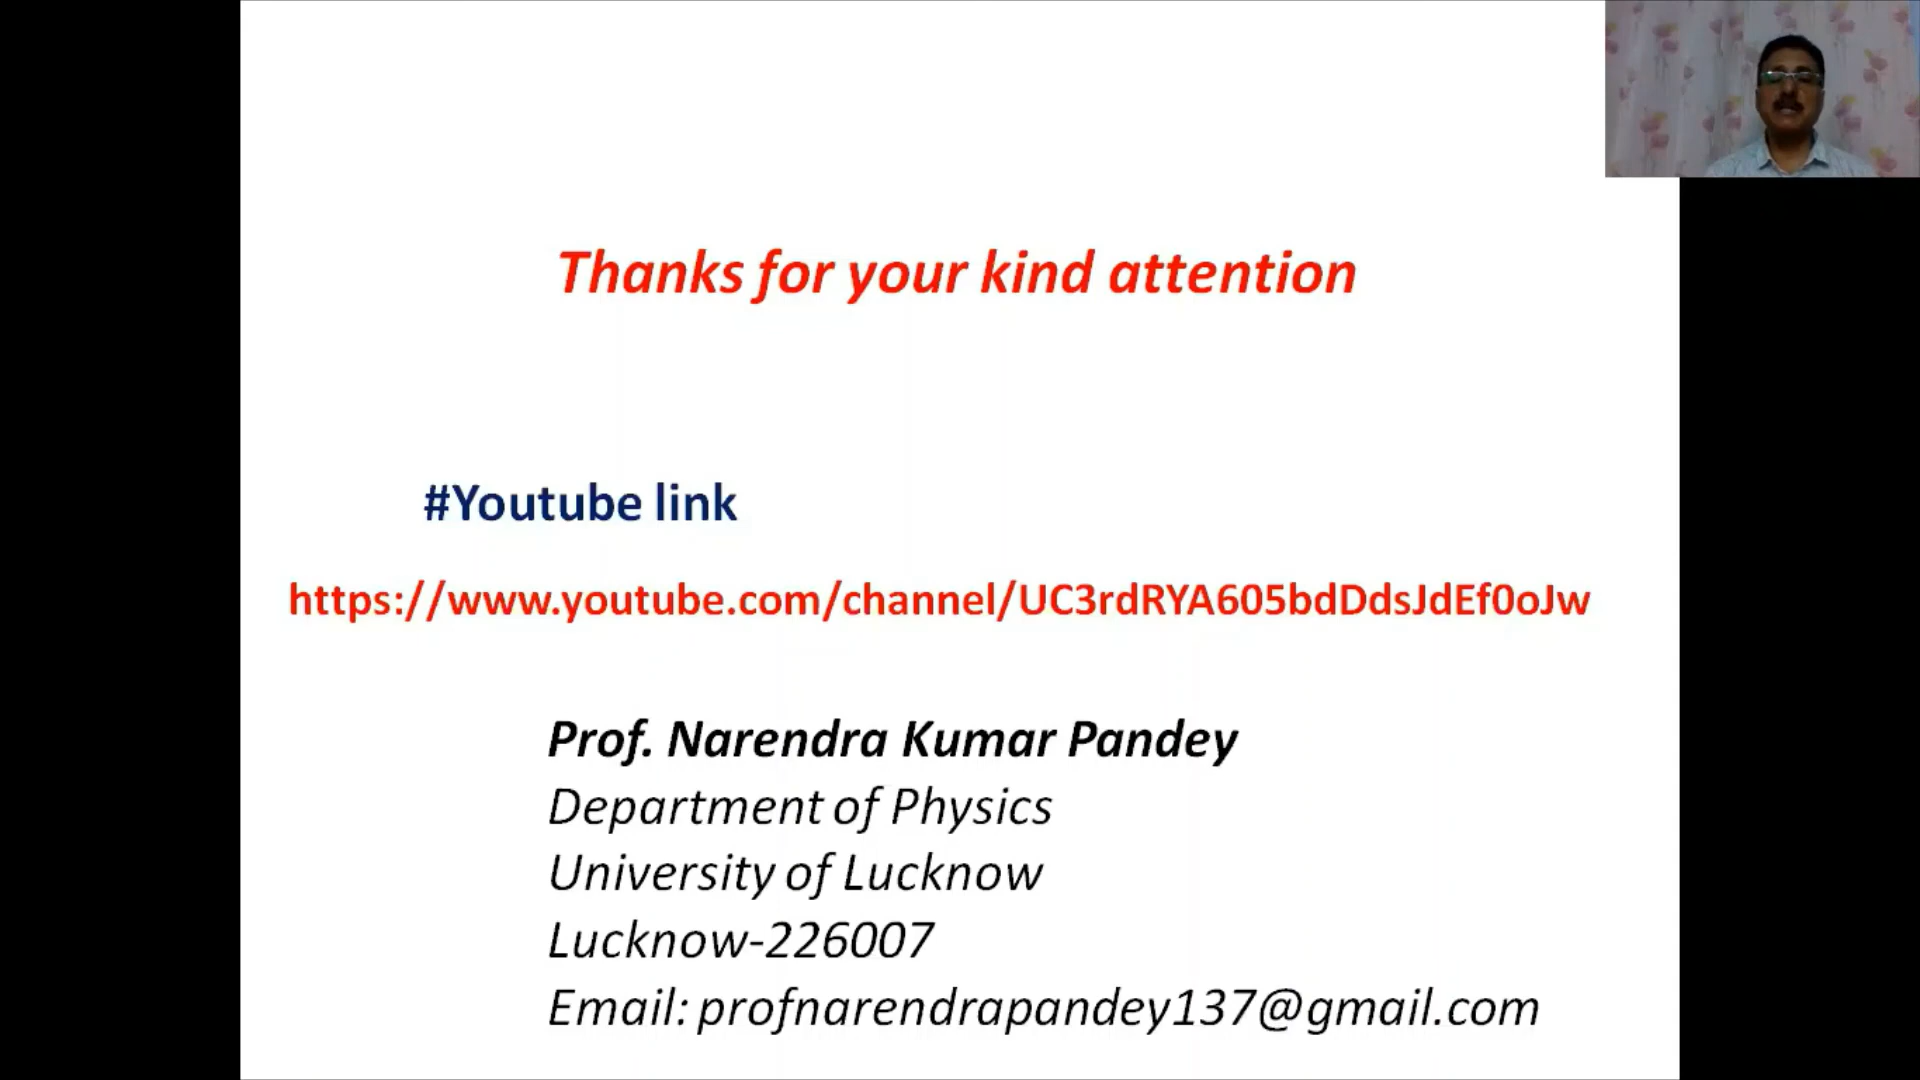 Thanks for your kind attention
#Youtube link
https://www.youtube.com/channel/UC3rdRYA605bdDdsJdEf0oJw
Prof. Narendra Kumar Pandey
Department of Physics
University of Lucknow
Lucknow-226007
Email: profnarendrapandey137@gmail.com